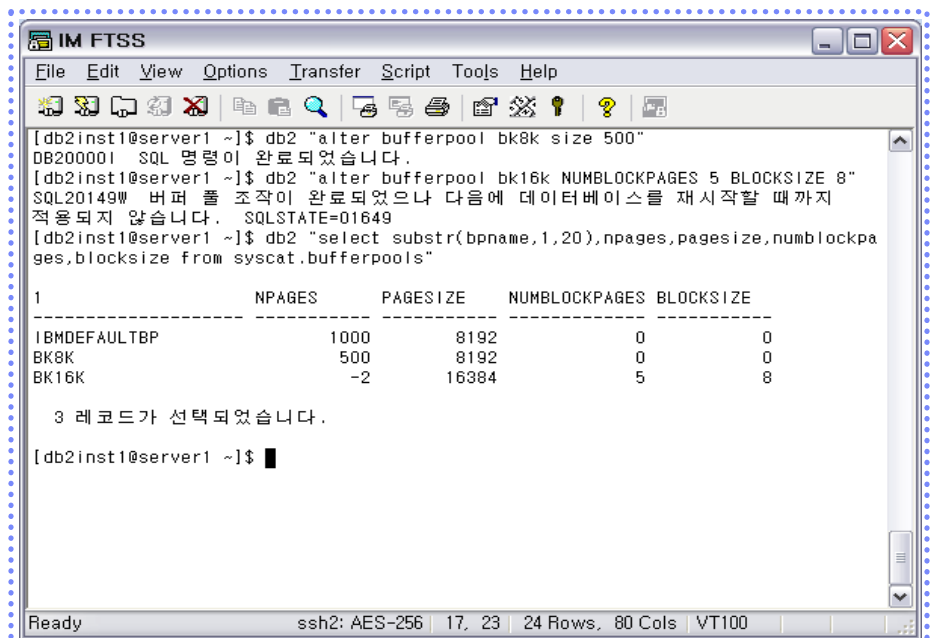 IM FTSS
File Edit View Options Transfer Script Tools Help
[db2inst1@server1 ~]$ db2 "alter bufferpool bk8k size 500"
DB20000I SQL 명령이 완료되었습니다.
[db2inst1@server1 ~]$ db2 "alter bufferpool bk16k NUMBLOCKPAGES 5 BLOCKSIZE 8"
SQL20149W 버퍼 풀 조작이 완료되었으나 다음에 데이터베이스를 재시작할 때까지
적용되지 않습니다. SQLSTATE=01649
[db2inst1@server1 ~]$ db2 "select substr(bpname,1,20),npages,pagesize,numblockpa
ges,blocksize from syscat.bufferpools"
1 NPAGES PAGESIZE NUMBLOCKPAGES BLOCKSIZE
-------------------- ----------- ----------- ------------- -----------
IBMDEFAULTBP 1000 8192 0 0
BK8K 500 8192 0 0
BK16K -2 16384 5 8
3 레코드가 선택되었습니다.
[db2inst1@server1 ~]$
Ready ssh2: AES-256 17, 23 24 Rows, 80 Cols VT100